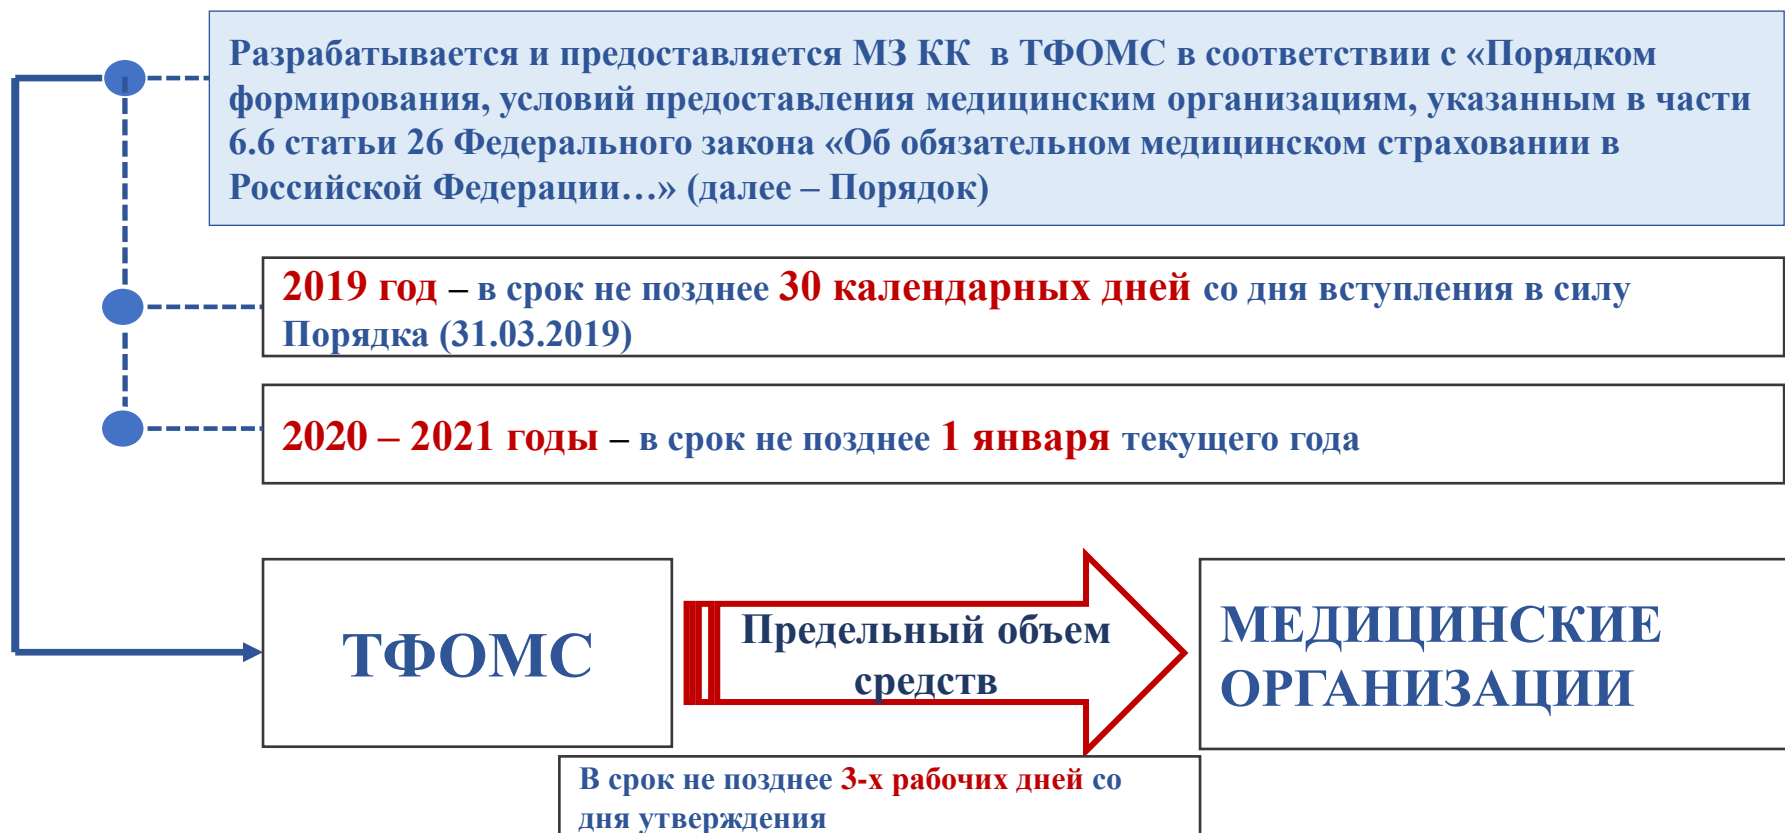 Разрабатывается и предоставляется МЗ КК в ТФОМС в соответствии с «Порядком
формирования, условий предоставления медицинским организациям, указанным в части
6.6 статьи 26 Федерального закона «Об обязательном медицинском страховании в
Российской Федерации…» (далее – Порядок)
2019 год – в срок не позднее 30 календарных дней со дня вступления в силу
Порядка (31.03.2019)
2020 – 2021 годы – в срок не позднее 1 января текущего года
ТФОМС
Предельный объем
средств
МЕДИЦИНСКИЕ
ОРГАНИЗАЦИИ
В срок не позднее 3-х рабочих дней со
дня утверждения